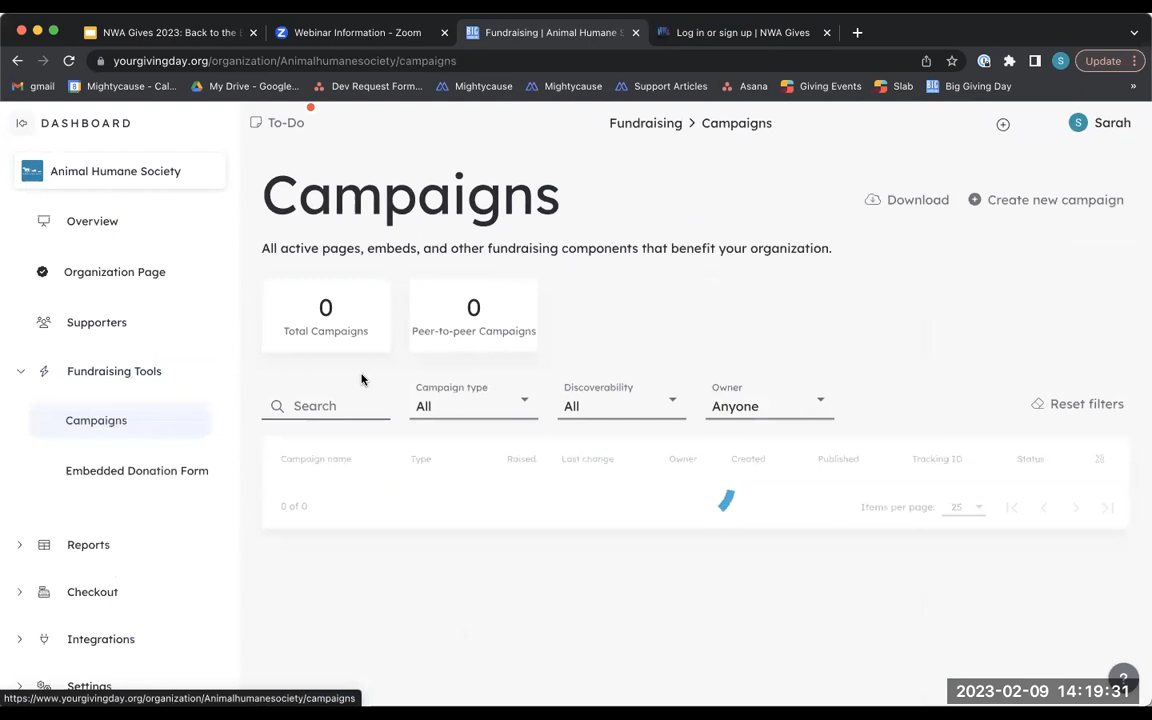 NWA Gives 2023: Back to the
Webinar Information - Zoom
Fundraising | Animal Humane S
Log in or sign up | NWA Gives
yourgivingday.org/organization/Animalhumanesociety/campaigns
S
Update
gmail
Mightycause - Cal...
My Drive - Google...
Dev Request Form...
Mightycause
Mightycause
Support Articles
Asana
Giving Events
Slab
Big Giving Day
»
DASHBOARD
To-Do
Fundraising > Campaigns
S
Sarah
Animal Humane Society
Campaigns
Download
Create new campaign
Overview
All active pages, embeds, and other fundraising components that benefit your organization.
Organization Page
0
Total Campaigns
0
Peer-to-peer Campaigns
Supporters
Fundraising Tools
Search
Campaign type
All
Discoverability
All
Owner
Anyone
Reset filters
Campaigns
Campaign name
Type
Raised
Last change
Owner
Created
Published
Tracking ID
Status
Embedded Donation Form
0 of 0
Items per page: 25
Reports
Checkout
Integrations
Settings
?
https://www.yourgivingday.org/organization/Animalhumanesociety/campaigns
2023-02-09 14:19:31